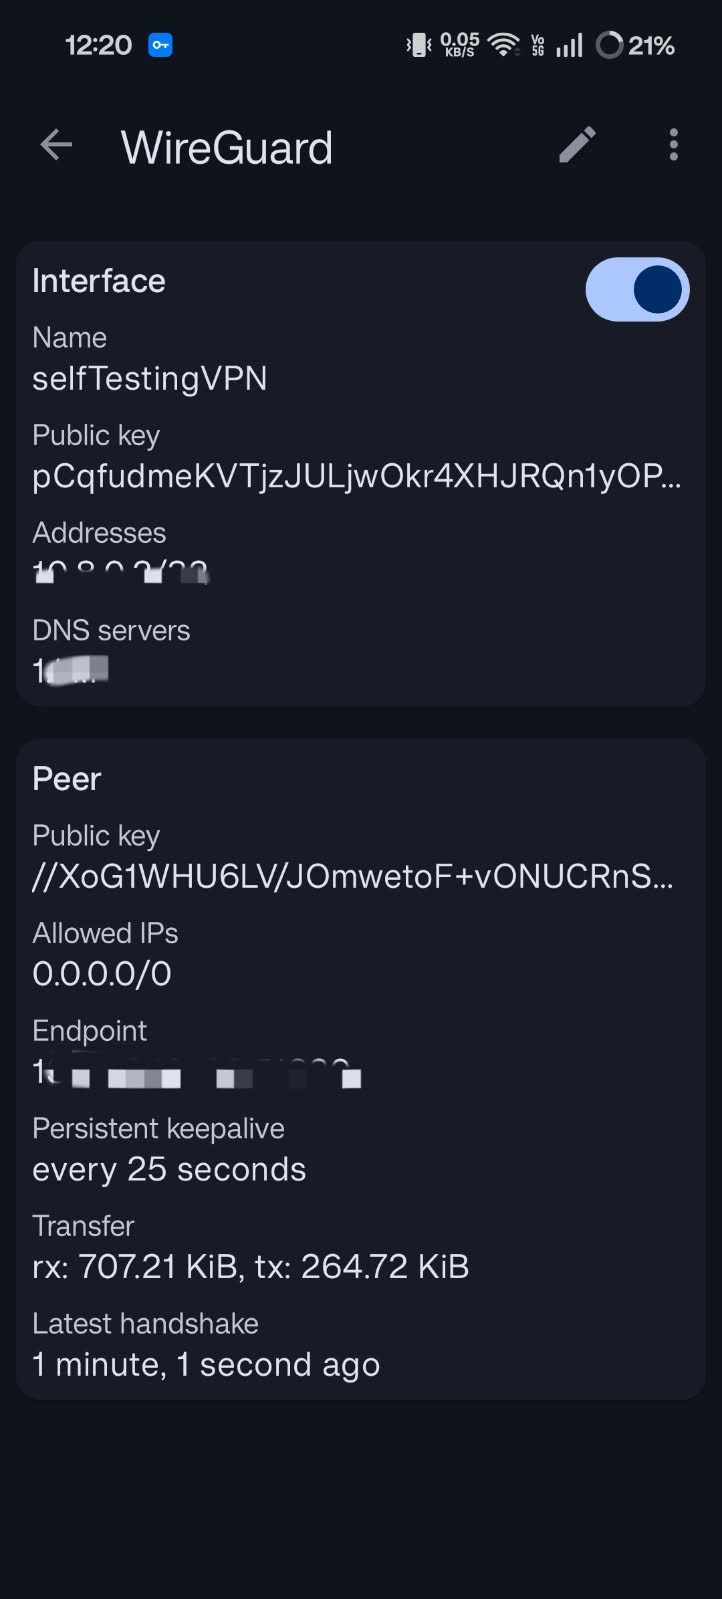 12:20
0.05 KB/S
Vo 5G
21%
WireGuard
Interface
Name
selfTestingVPN
Public key
pCqfudmeKVTjzJULjwOkr4XHJRQn1yOP...
Addresses
DNS servers
Peer
Public key
//XoG1WHU6LV/JOmwetoF+vONUCRnS...
Allowed IPs
0.0.0.0/0
Endpoint
Persistent keepalive
every 25 seconds
Transfer
rx: 707.21 KiB, tx: 264.72 KiB
Latest handshake
1 minute, 1 second ago